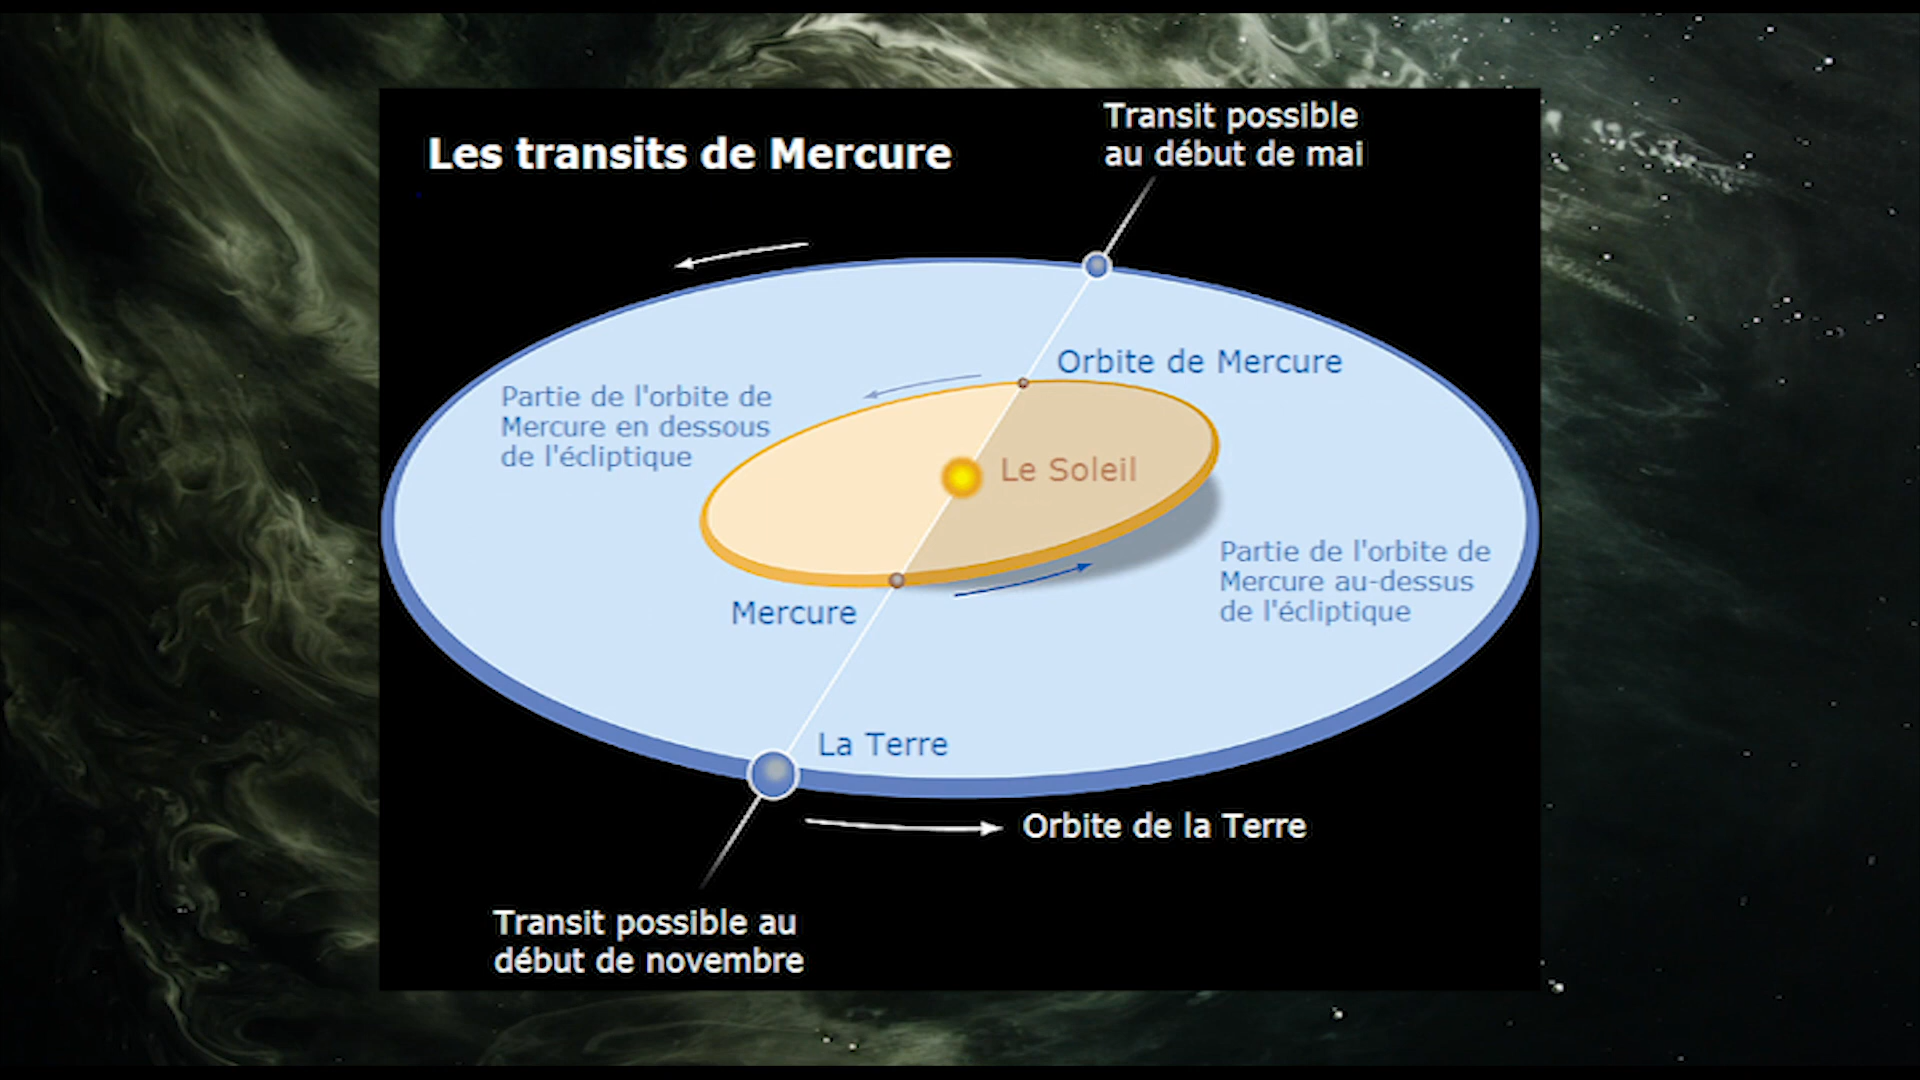 Les transits de Mercure
Transit possible
au début de mai
Orbite de Mercure
Partie de l'orbite de
Mercure en dessous
de l'écliptique
Le Soleil
Partie de l'orbite de
Mercure au-dessus
de l'écliptique
Mercure
La Terre
Orbite de la Terre
Transit possible au
début de novembre